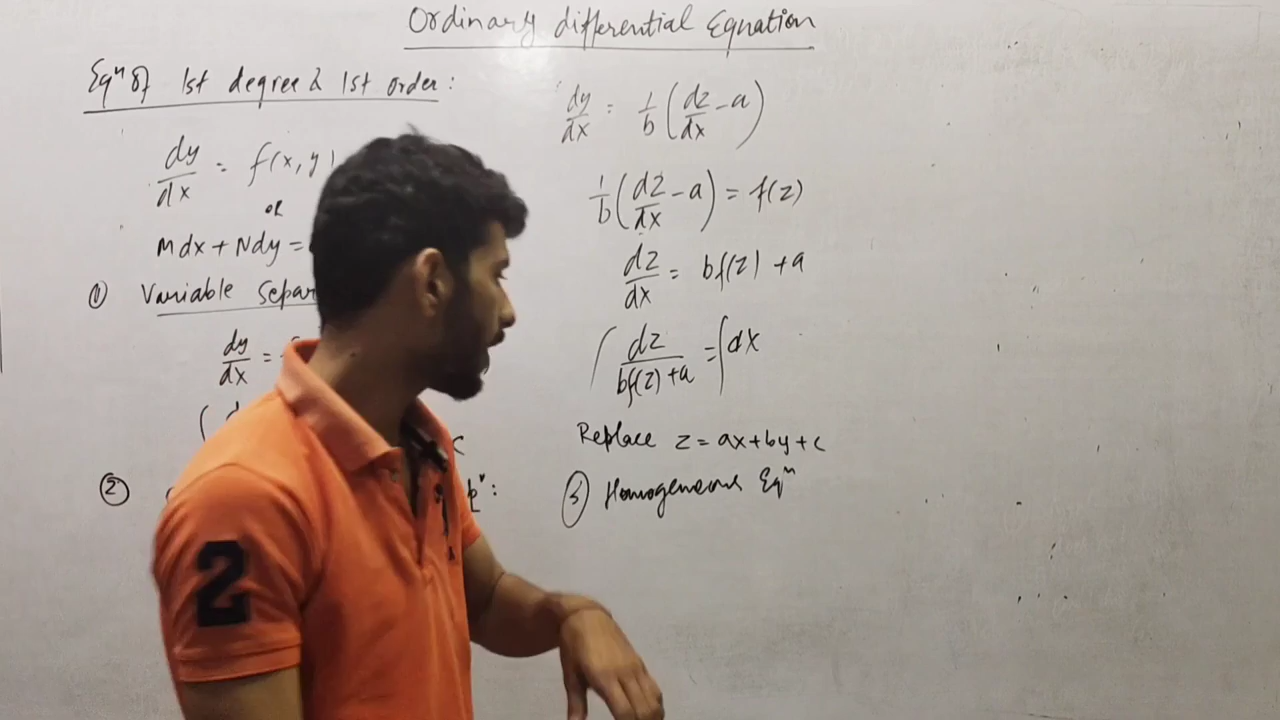 Ordinary differential Equation
Eqⁿ of 1st degree & 1st order:
dy/dx = f(x, y)
OR
Mdx + Ndy =
① Variable Separ
dy/dx =
C
②
:
dy/dx = 1/b (dz/dx - a)
1/b (dz/dx - a) = f(z)
dz/dx = bf(z) + a
∫ dz/(bf(z) + a) = ∫dx
Replace z = ax + by + c
③ Homogeneous Eqⁿ
2